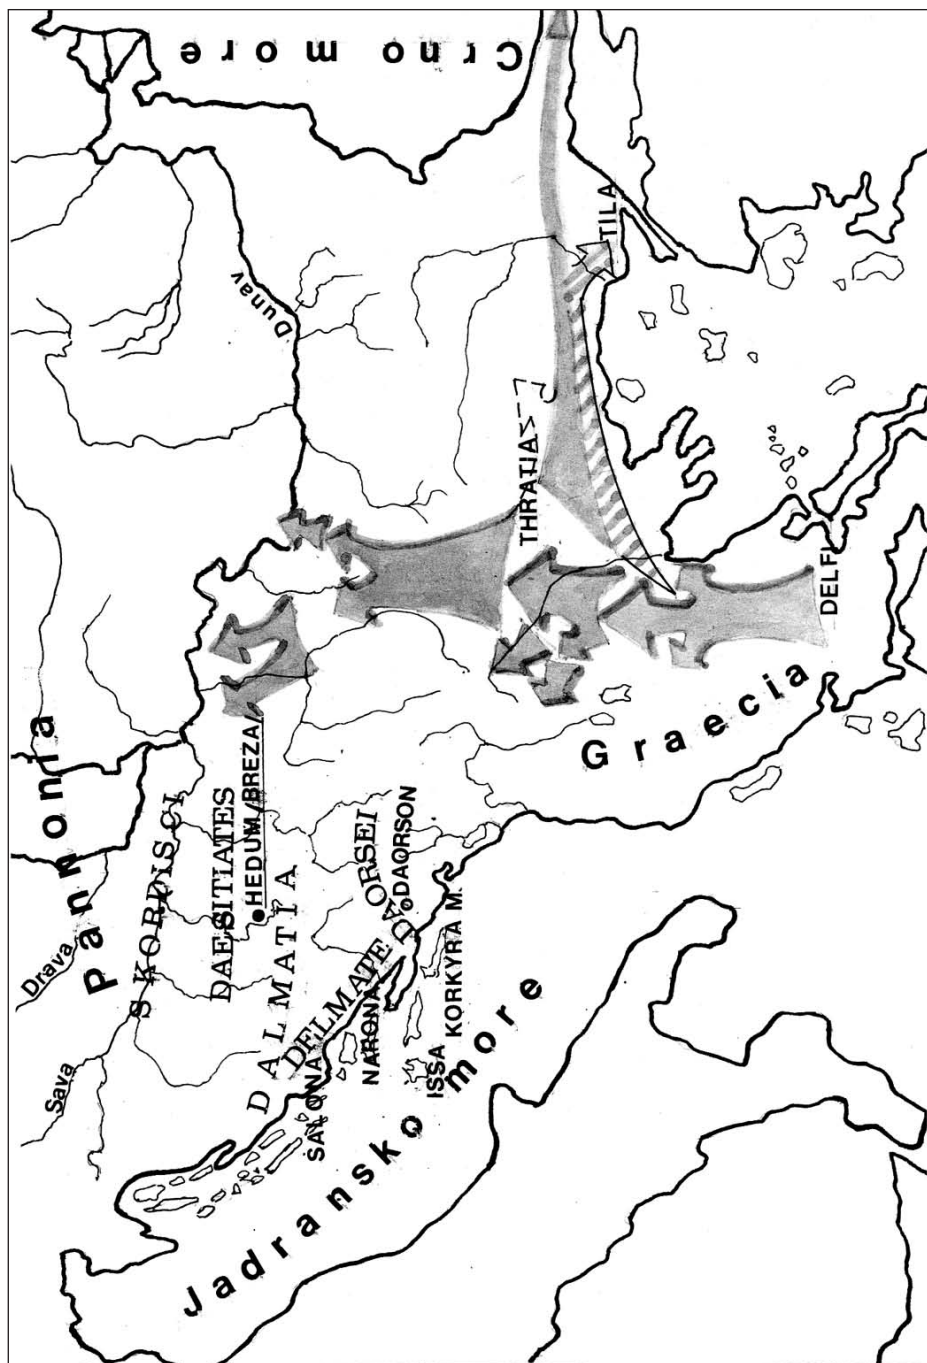 Crno more
Dunav
TILA
Pannonia
Drava
Sava
SKORDISCI
DAESITIATES
HEDUM/BREZA/
DALMATIA
DELMATE
DAORSEI
DAORSON
SALONA
NARONA
ISSA
KORKYRA M.
Graecia
DELFI
Jadransko more